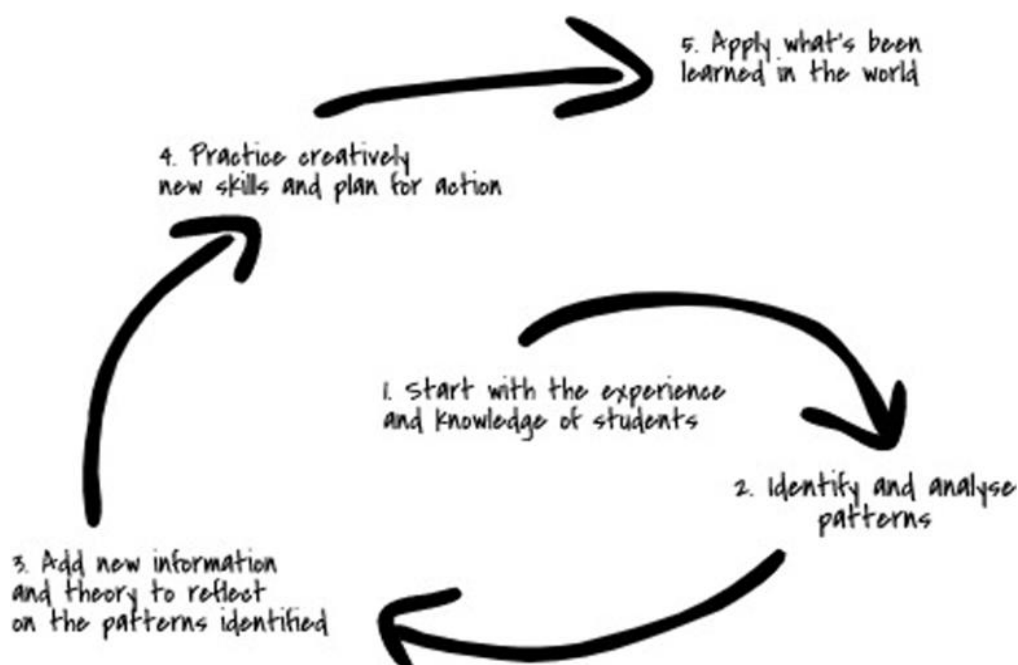 5. Apply what's been
learned in the world
4. Practice creatively
new skills and plan for action
1. Start with the experience
and knowledge of students
2. Identify and analyse
patterns
3. Add new information
and theory to reflect
on the patterns identified